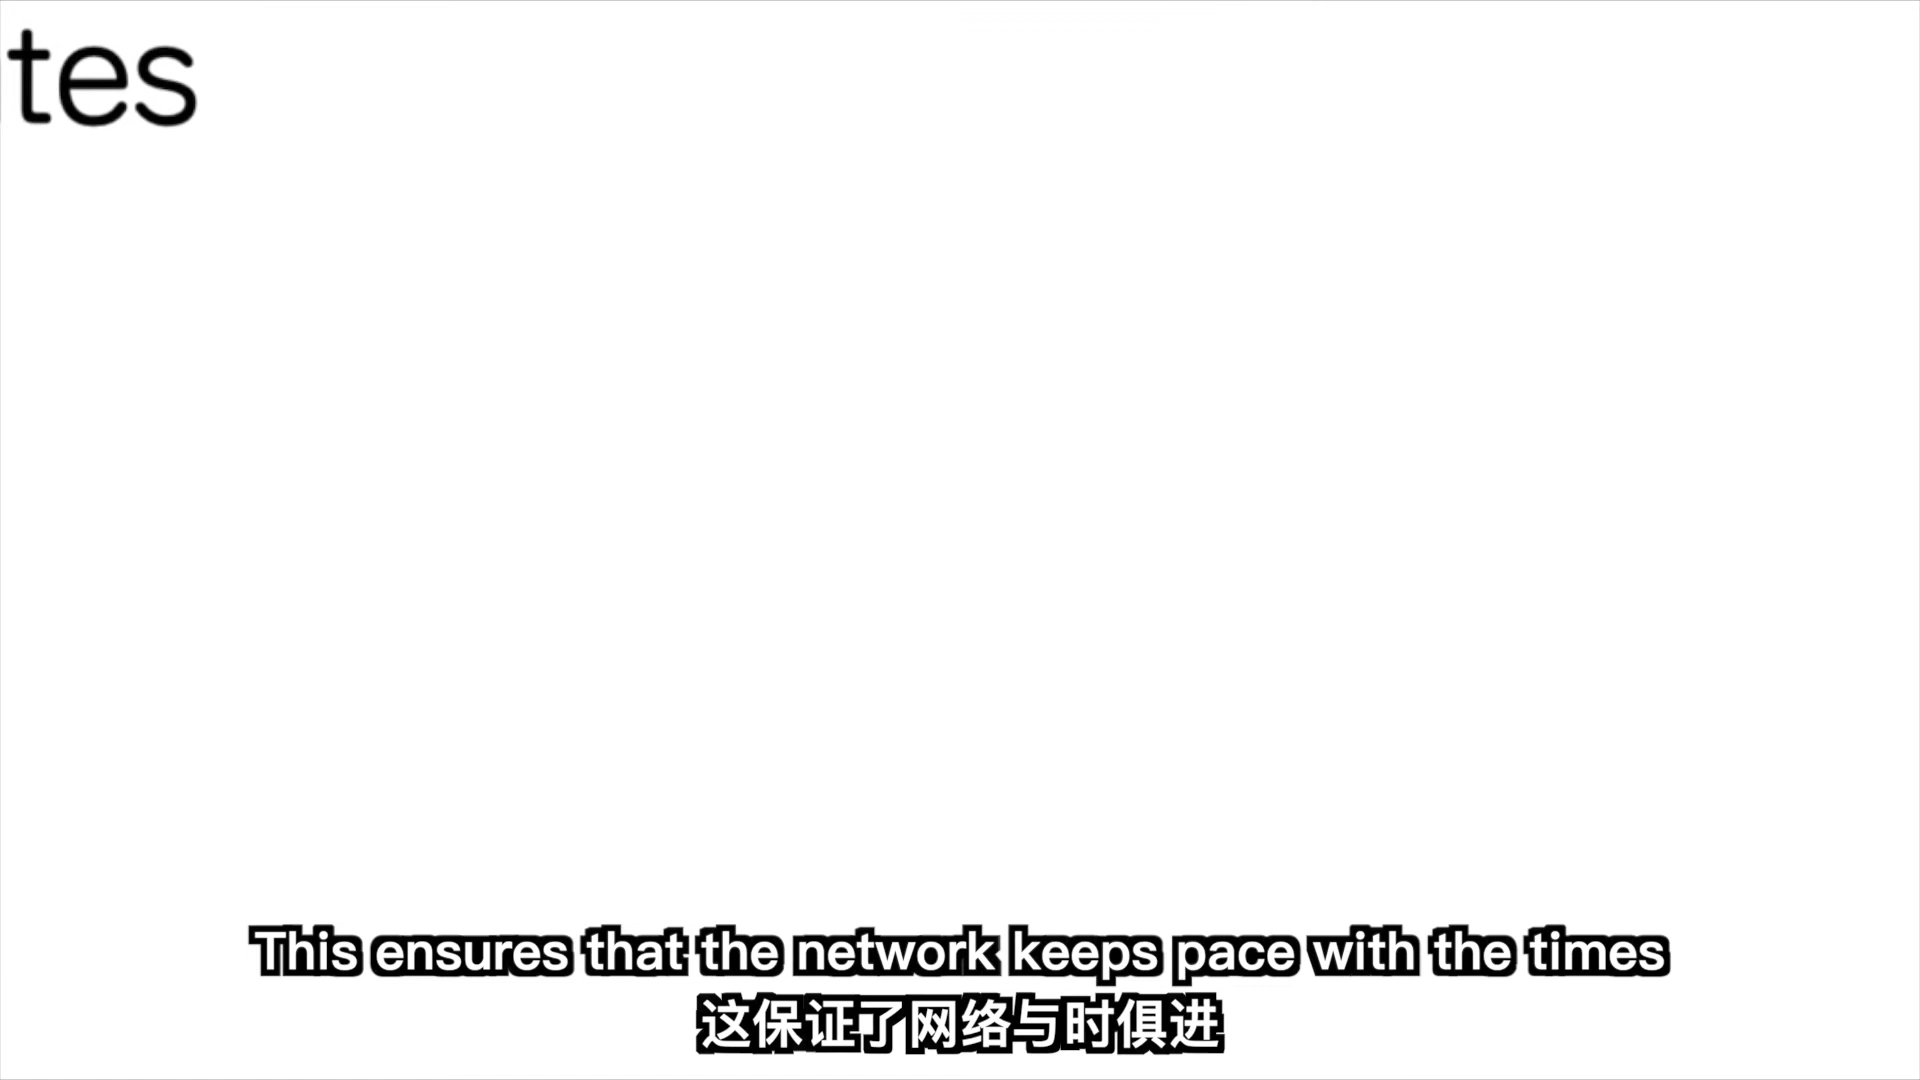 tes
This ensures that the network keeps pace with the times
这保证了网络与时俱进